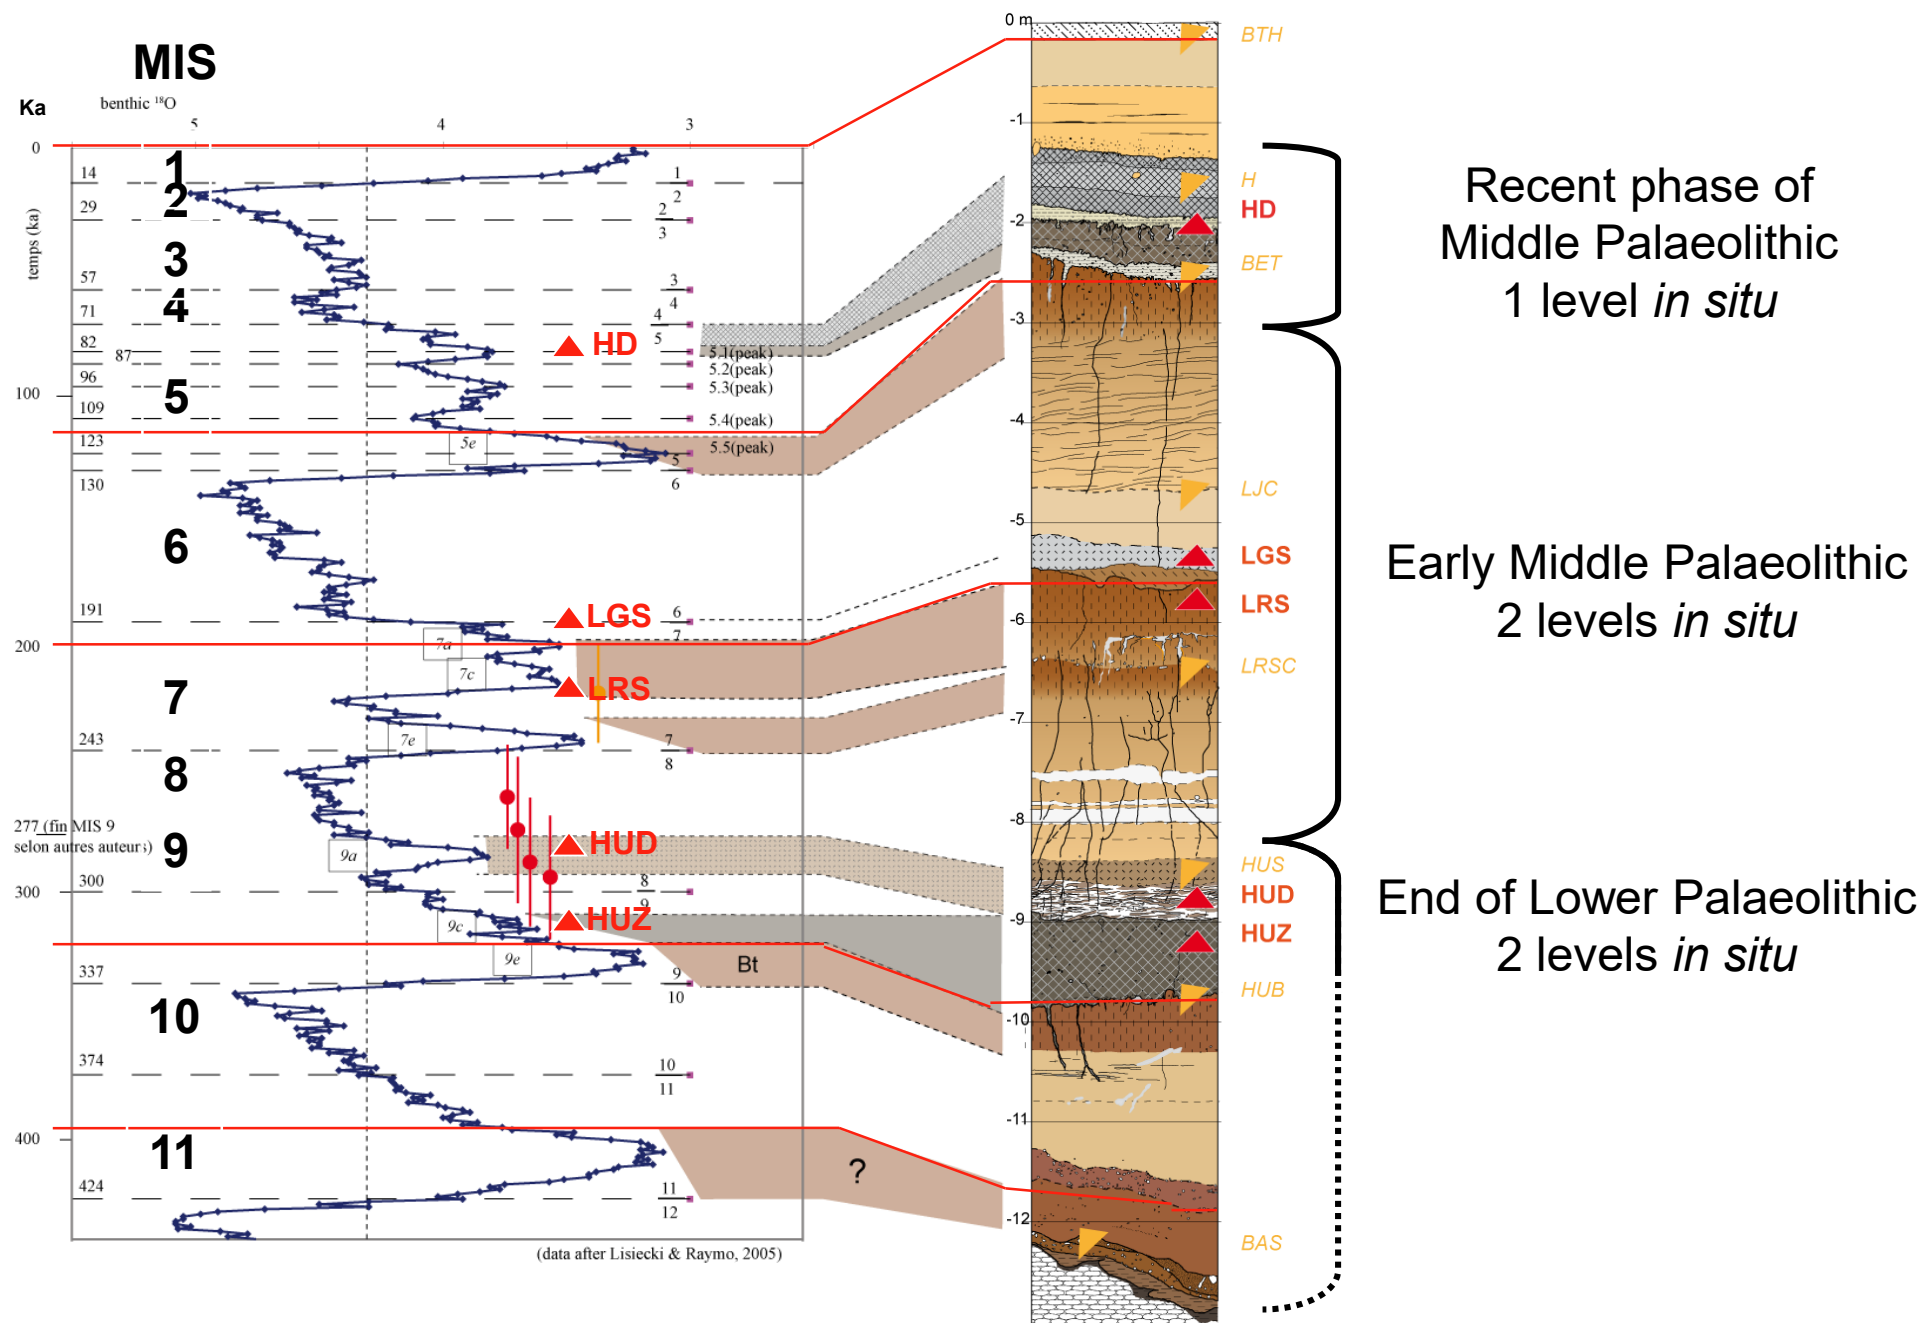 MIS
Ka
benthic ¹⁸O
5
4
3
temps (ka)
0
100
200
300
400
14
29
57
71
82
87
96
109
123
130
191
243
277 (fin MIS 9
selon autres auteurs)
300
337
374
424
1
2
3
4
5
6
7
8
9
10
11
5e
7a
7c
7e
9a
9c
9e
1
2
2
3
3
4
4
5
5.1(peak)
5.2(peak)
5.3(peak)
5.4(peak)
5.5(peak)
5
6
6
7
7
8
8
9
9
10
10
11
11
12
HD
LGS
LRS
HUD
HUZ
Bt
?
(data after Lisiecki & Raymo, 2005)
0 m
-1
-2
-3
-4
-5
-6
-7
-8
-9
-10
-11
-12
BTH
H
HD
BET
LJC
LGS
LRS
LRSC
HUS
HUD
HUZ
HUB
BAS
Recent phase of
Middle Palaeolithic
1 level in situ
Early Middle Palaeolithic
2 levels in situ
End of Lower Palaeolithic
2 levels in situ